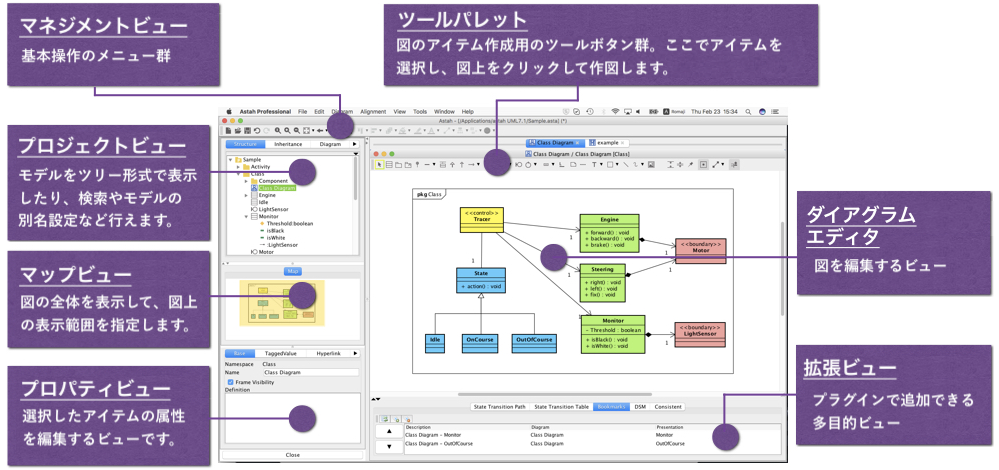 マネジメントビュー
基本操作のメニュー群
ツールパレット
図のアイテム作成用のツールボタン群。ここでアイテムを
選択し、図上をクリックして作図します。
プロジェクトビュー
モデルをツリー形式で表示
したり、検索やモデルの
別名設定など行えます。
マップビュー
図の全体を表示して、図上
の表示範囲を指定します。
プロパティビュー
選択したアイテムの属性
を編集するビューです。
ダイアグラム
エディタ
図を編集するビュー
拡張ビュー
プラグインで追加できる
多目的ビュー
Astah Professional File Edit Diagram Alignment View Tools Window Help
Romaji Thu Feb 23 15:34
Astah - [/Applications/astah UML7.1/Sample.asta] (*)
Structure Inheritance Diagram
Sample
Activity
Class
Component
Class Diagram
Engine
Idle
LightSensor
Monitor
Threshold:boolean
isBlack
isWhite
:LightSensor
Motor
Map
Base TaggedValue Hyperlink
Namespace Class
Name Class Diagram
Frame Visibility
Definition
Close
Class Diagram example
Class Diagram / Class Diagram [Class]
pkg Class
<<control>>
Tracer
Engine
+ forward() : void
+ backward() : void
+ brake() : void
<<boundary>>
Motor
1
1
1
1
State
+ action() : void
Steering
+ right() : void
+ left() : void
+ fix() : void
Idle
OnCourse
OutOfCourse
Monitor
- Threshold : boolean
+ isBlack() : void
+ isWhite() : void
<<boundary>>
LightSensor
1
1
State Transition Path State Transition Table Bookmarks DSM Consistent
Description Diagram Presentation
Class Diagram - Monitor Class Diagram Monitor
Class Diagram - OutOfCourse Class Diagram OutOfCourse